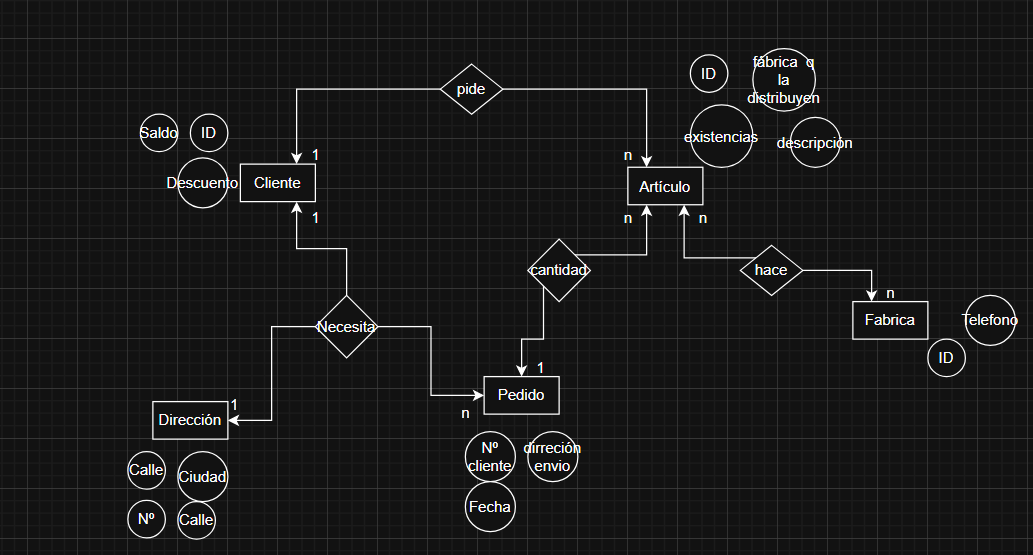 pide
ID
fábrica q
la
distribuyen
Saldo
ID
existencias
descripción
1
n
Descuento
Cliente
Artículo
1
n
n
cantidad
hace
n
Necesita
Fabrica
Telefono
ID
1
Pedido
1
n
Dirección
Nº
cliente
dirreción
envio
Calle
Ciudad
Fecha
Nº
Calle